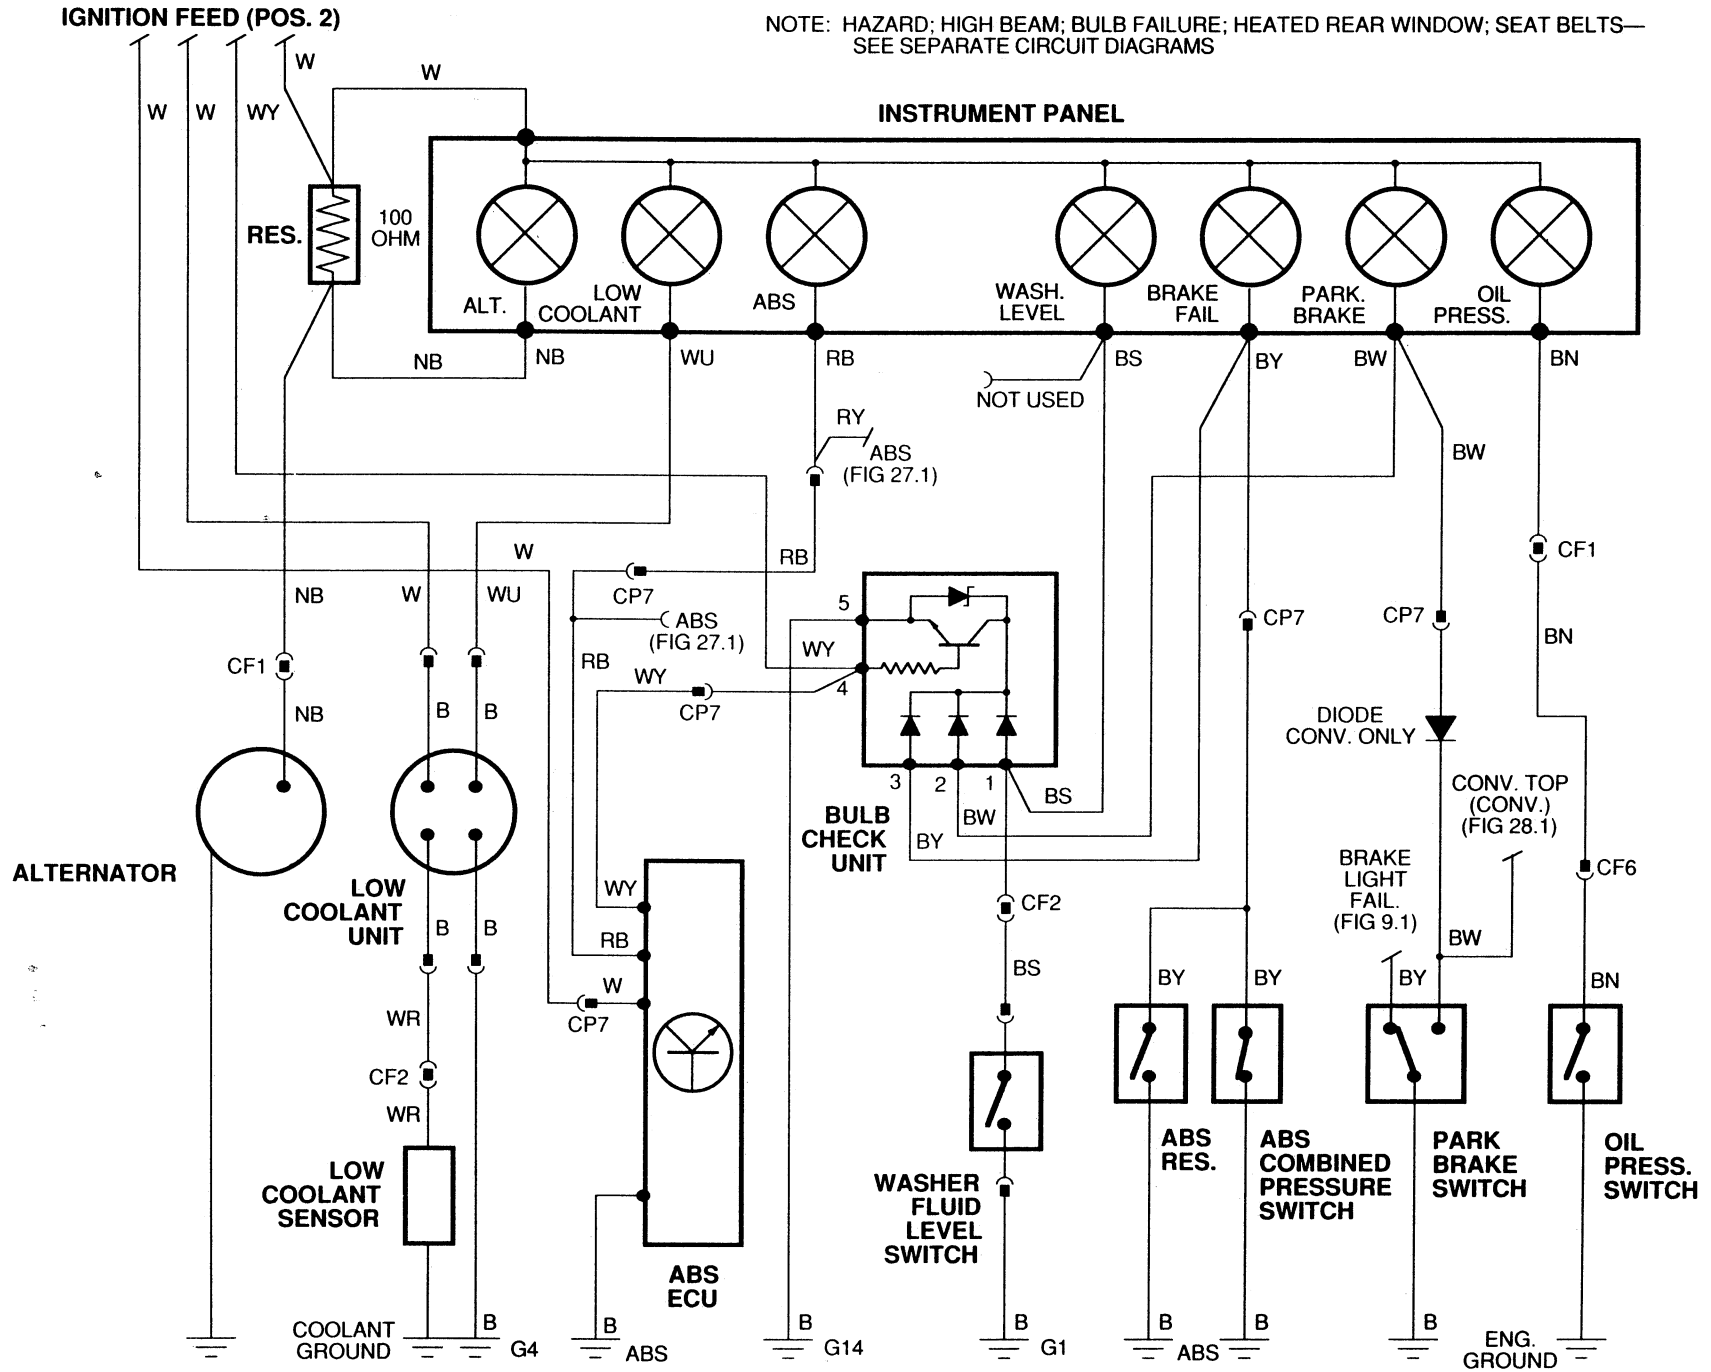 IGNITION FEED (POS. 2)
NOTE: HAZARD; HIGH BEAM; BULB FAILURE; HEATED REAR WINDOW; SEAT BELTS—
SEE SEPARATE CIRCUIT DIAGRAMS
W
W
W
W
WY
INSTRUMENT PANEL
RES.
100
OHM
ALT.
LOW
COOLANT
ABS
WASH.
LEVEL
BRAKE
FAIL
PARK.
BRAKE
OIL
PRESS.
NB
NB
WU
RB
BS
BY
BW
BN
NOT USED
RY
ABS
(FIG 27.1)
BW
W
RB
CF1
NB
W
WU
CP7
5
CP7
CP7
ABS
(FIG 27.1)
BN
WY
CF1
RB
WY
4
CP7
NB
B
B
DIODE
CONV. ONLY
3
2
1
BS
CONV. TOP
(CONV.)
(FIG 28.1)
BULB
CHECK
UNIT
BW
BY
ALTERNATOR
LOW
COOLANT
UNIT
BRAKE
LIGHT
FAIL.
(FIG 9.1)
CF6
WY
CF2
B
B
RB
BW
BS
BY
BY
BY
BN
W
WR
CP7
CF2
WR
LOW
COOLANT
SENSOR
ABS
RES.
ABS
COMBINED
PRESSURE
SWITCH
PARK
BRAKE
SWITCH
OIL
PRESS.
SWITCH
WASHER
FLUID
LEVEL
SWITCH
ABS
ECU
COOLANT
GROUND
B
G4
B
ABS
B
G14
B
G1
B
ABS
B
B
ENG.
GROUND